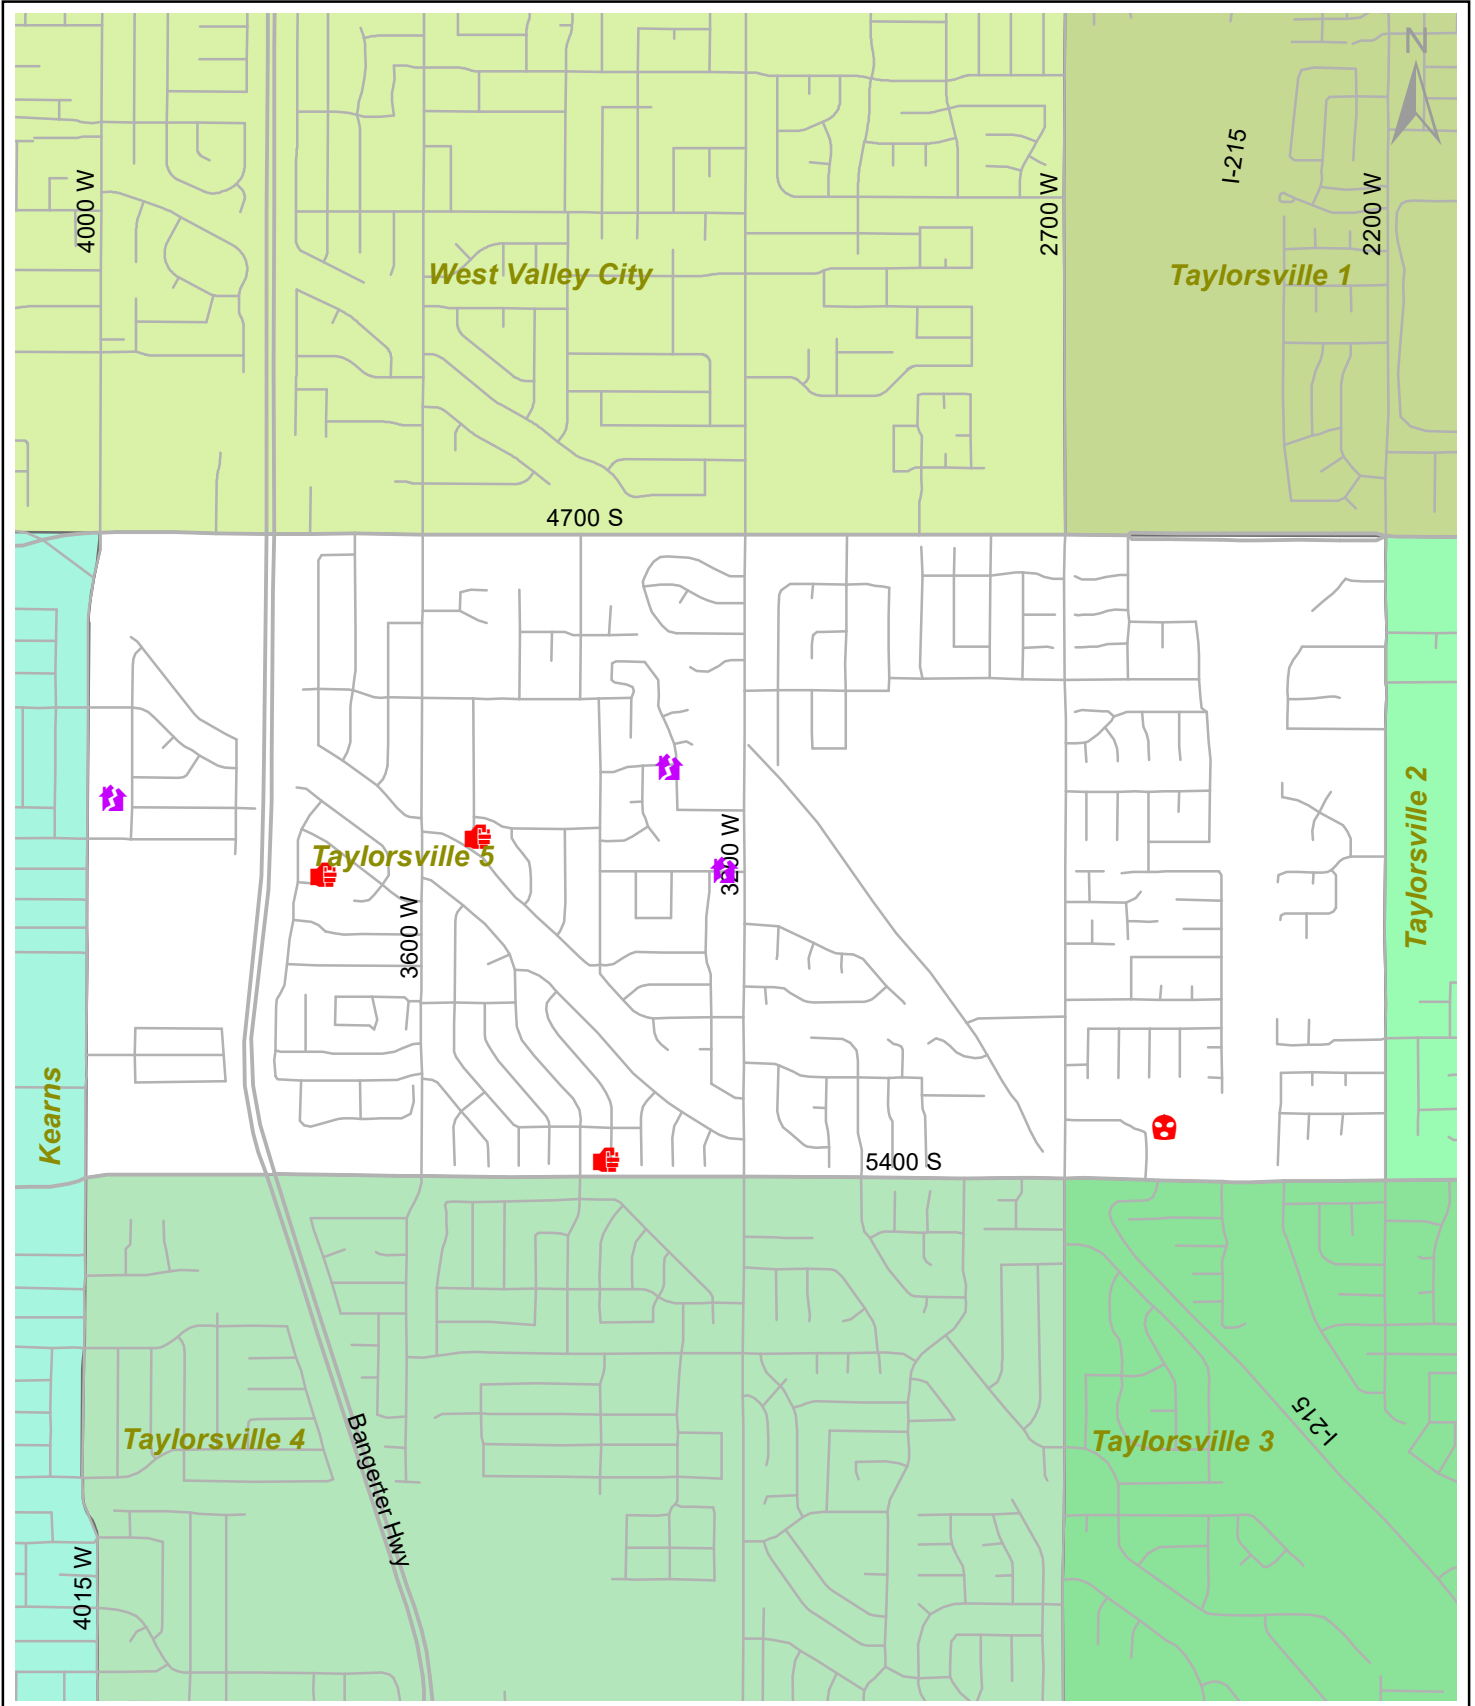 N
I-215
4000 W
2700 W
2200 W
West Valley City
Taylorsville 1
4700 S
Taylorsville 2
3200 W
Taylorsville 5
3600 W
Kearns
5400 S
Taylorsville 4
Bangerter Hwy
Taylorsville 3
I-215
4015 W